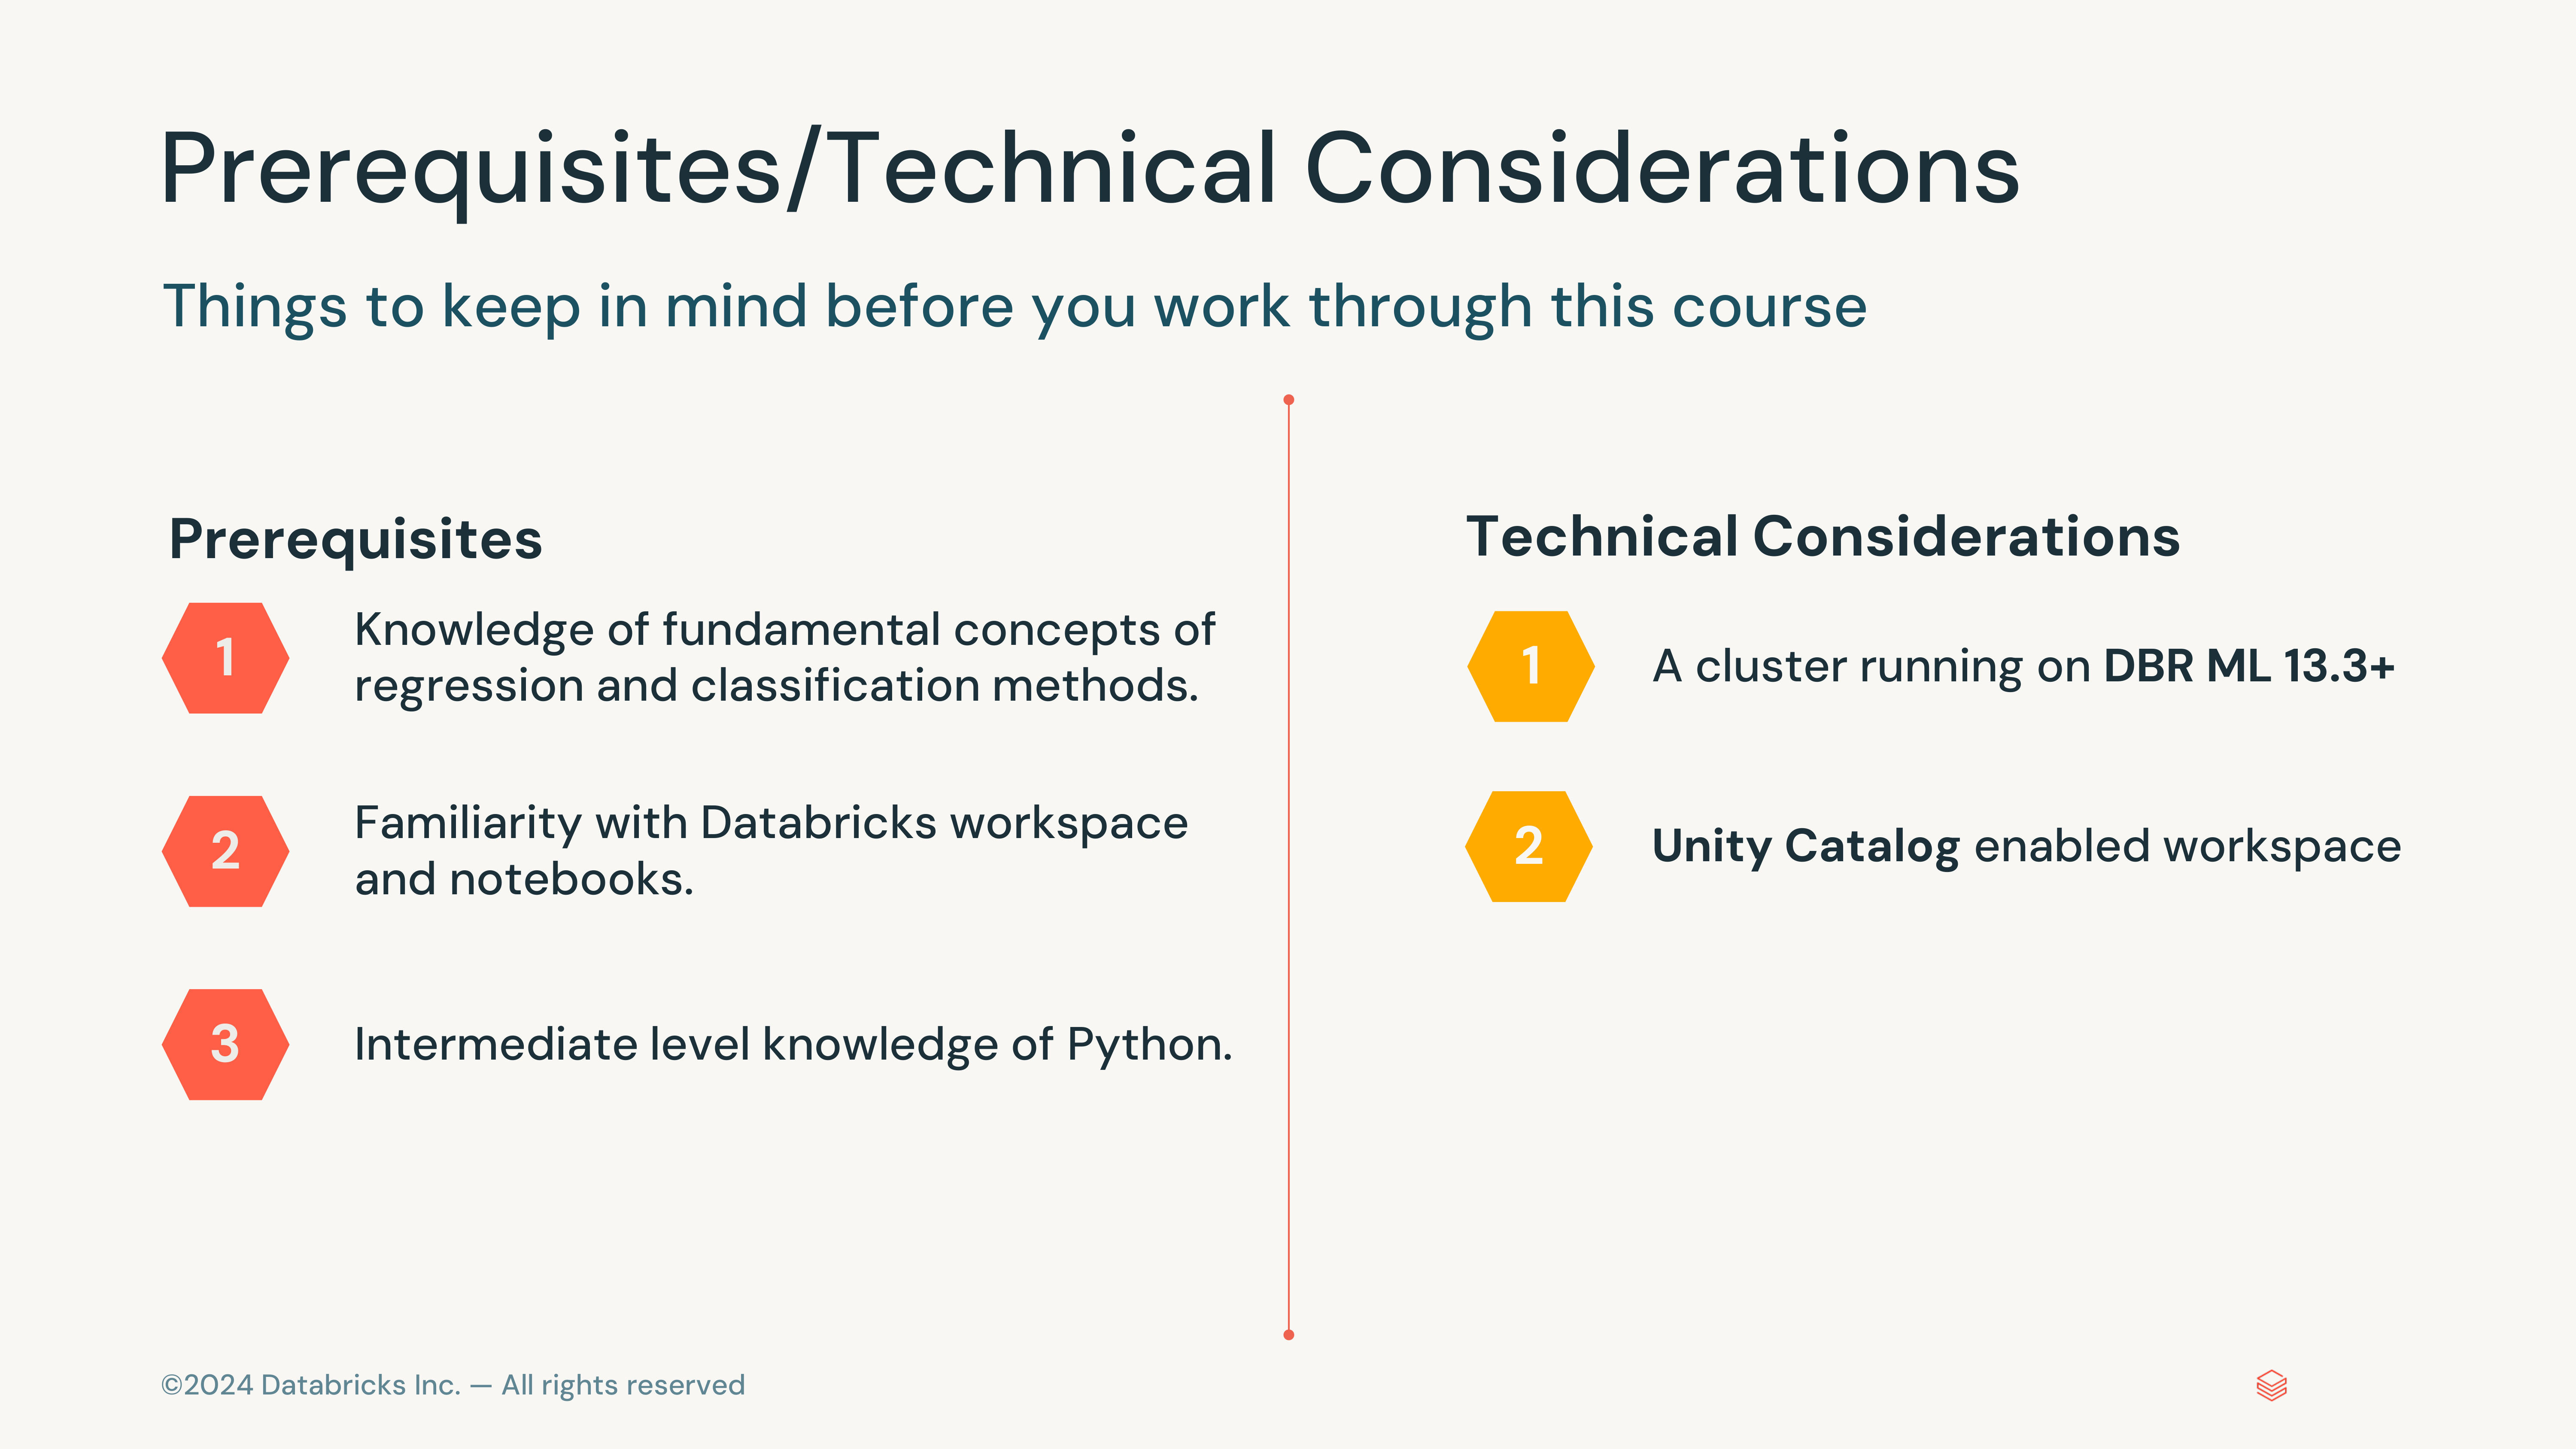 Prerequisites/Technical Considerations
Things to keep in mind before you work through this course
Prerequisites
1
Knowledge of fundamental concepts of
regression and classification methods.
2
Familiarity with Databricks workspace
and notebooks.
3
Intermediate level knowledge of Python.
Technical Considerations
1
A cluster running on DBR ML 13.3+
2
Unity Catalog enabled workspace
©2024 Databricks Inc. — All rights reserved